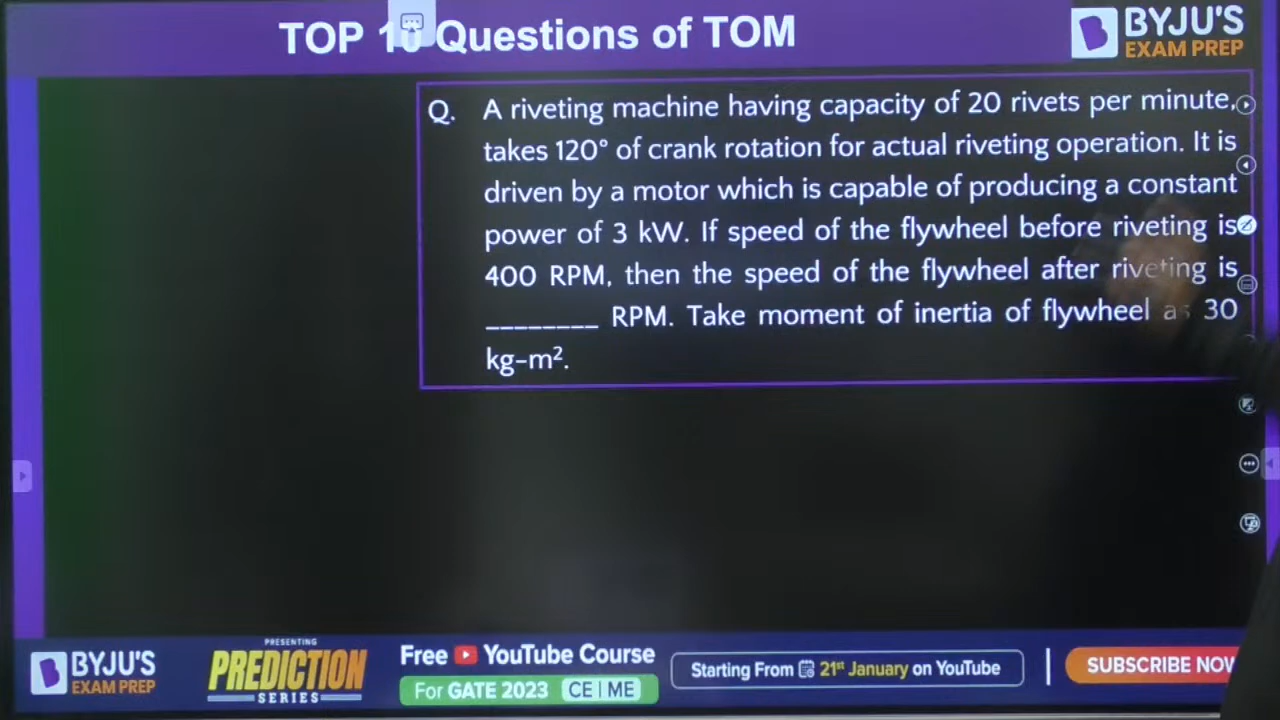 TOP 10 Questions of TOM
BYJU'S
EXAM PREP
Q. A riveting machine having capacity of 20 rivets per minute,
takes 120° of crank rotation for actual riveting operation. It is
driven by a motor which is capable of producing a constant
power of 3 kW. If speed of the flywheel before riveting is
400 RPM, then the speed of the flywheel after riveting is
________ RPM. Take moment of inertia of flywheel as 30
kg-m².
BYJU'S
EXAM PREP
PRESENTING
PREDICTION
SERIES
Free YouTube Course
For GATE 2023 CE | ME
Starting From 21st January on YouTube
SUBSCRIBE NOW